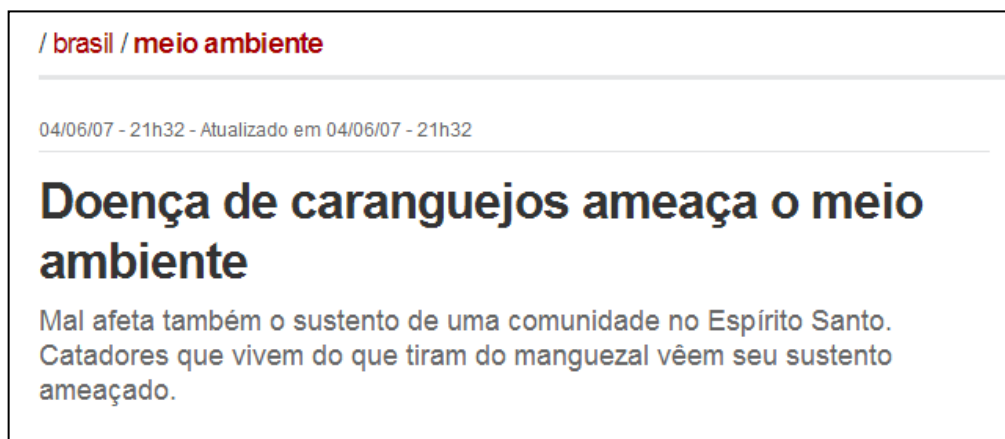 / brasil / meio ambiente
04/06/07 - 21h32 - Atualizado em 04/06/07 - 21h32
Doença de caranguejos ameaça o meio
ambiente
Mal afeta também o sustento de uma comunidade no Espírito Santo.
Catadores que vivem do que tiram do manguezal vêem seu sustento
ameaçado.